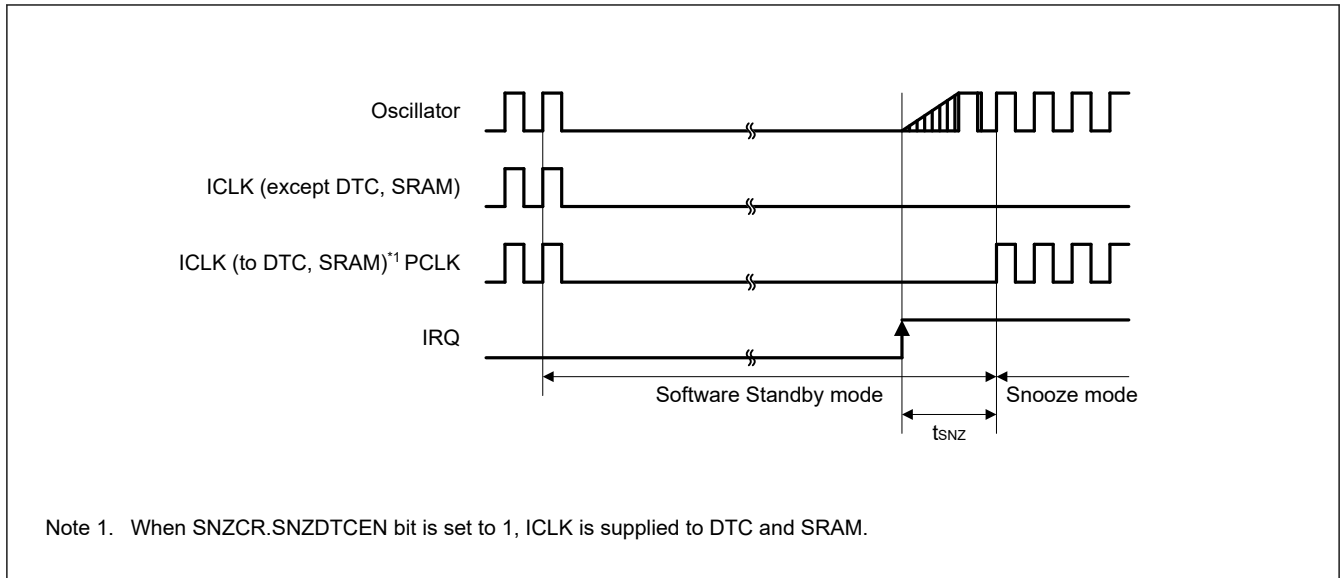 Oscillator
ICLK (except DTC, SRAM)
ICLK (to DTC, SRAM)*1 PCLK
IRQ
Software Standby mode
Snooze mode
tSNZ
Note 1. When SNZCR.SNZDTCEN bit is set to 1, ICLK is supplied to DTC and SRAM.